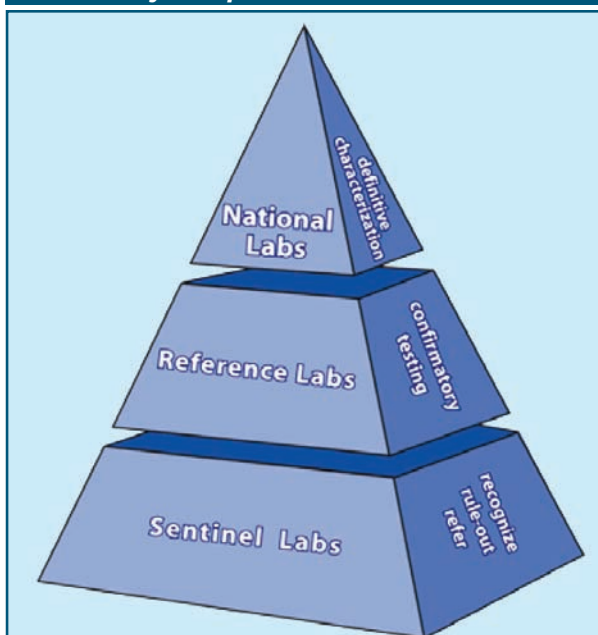 National
Labs
definitive
characterization
Reference Labs
confirmatory
testing
Sentinel Labs
recognize
rule-out
refer